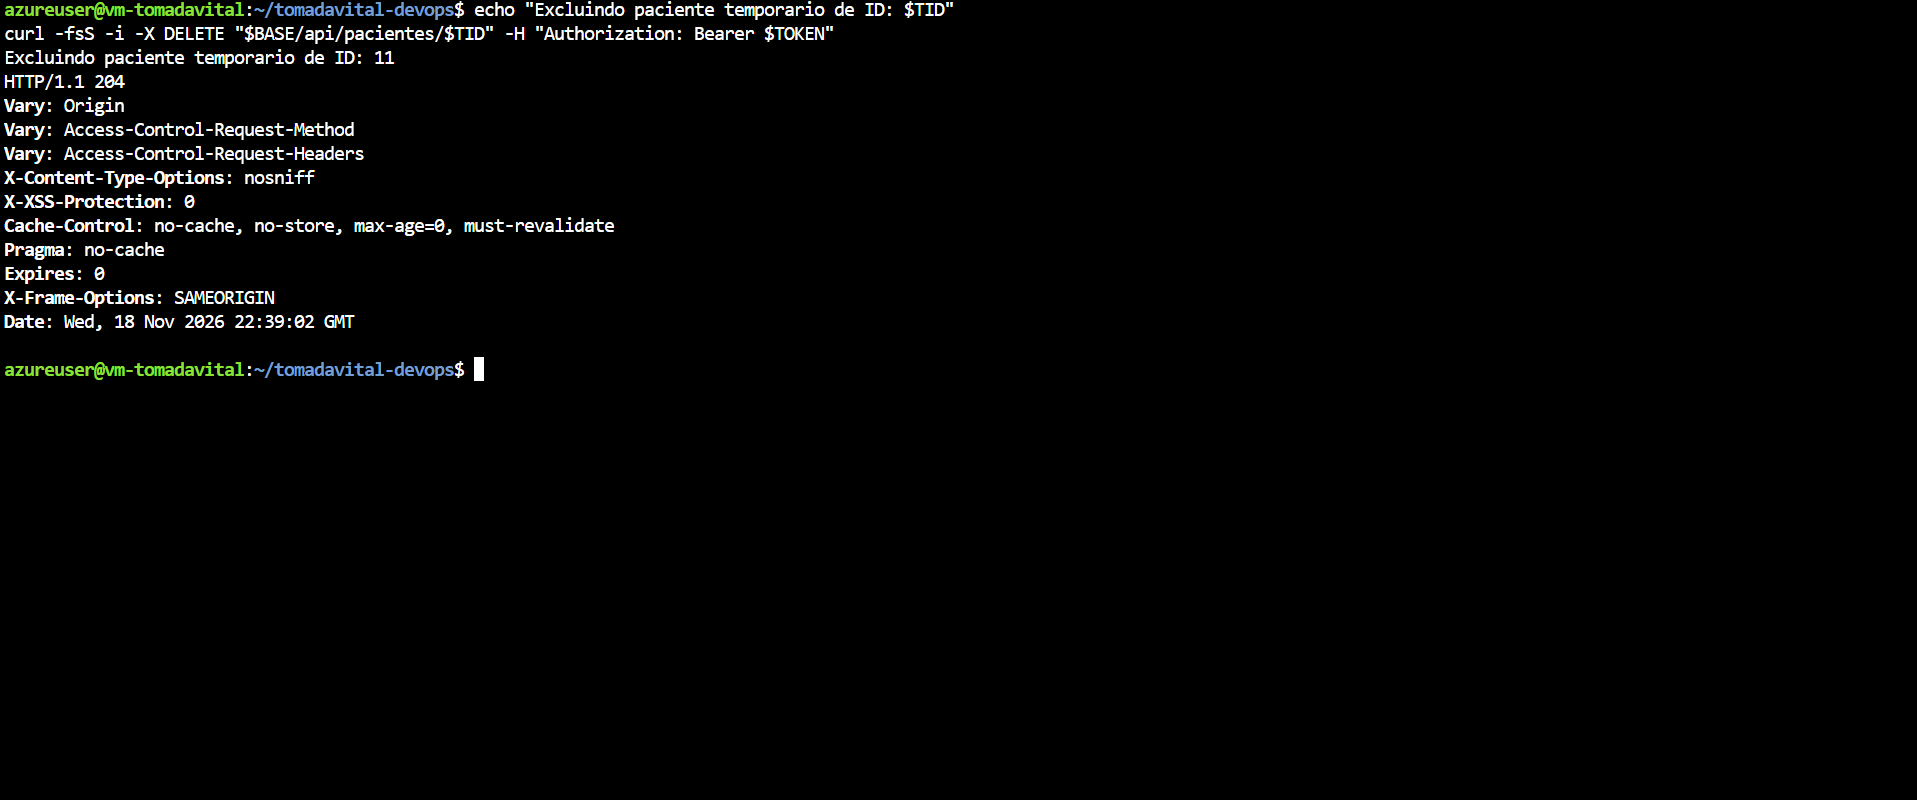 azureuser@vm-tomadavital:~/tomadavital-devops$ echo "Excluindo paciente temporario de ID: $TID"
curl -fsS -i -X DELETE "$BASE/api/pacientes/$TID" -H "Authorization: Bearer $TOKEN"
Excluindo paciente temporario de ID: 11
HTTP/1.1 204
Vary: Origin
Vary: Access-Control-Request-Method
Vary: Access-Control-Request-Headers
X-Content-Type-Options: nosniff
X-XSS-Protection: 0
Cache-Control: no-cache, no-store, max-age=0, must-revalidate
Pragma: no-cache
Expires: 0
X-Frame-Options: SAMEORIGIN
Date: Wed, 18 Nov 2026 22:39:02 GMT
azureuser@vm-tomadavital:~/tomadavital-devops$